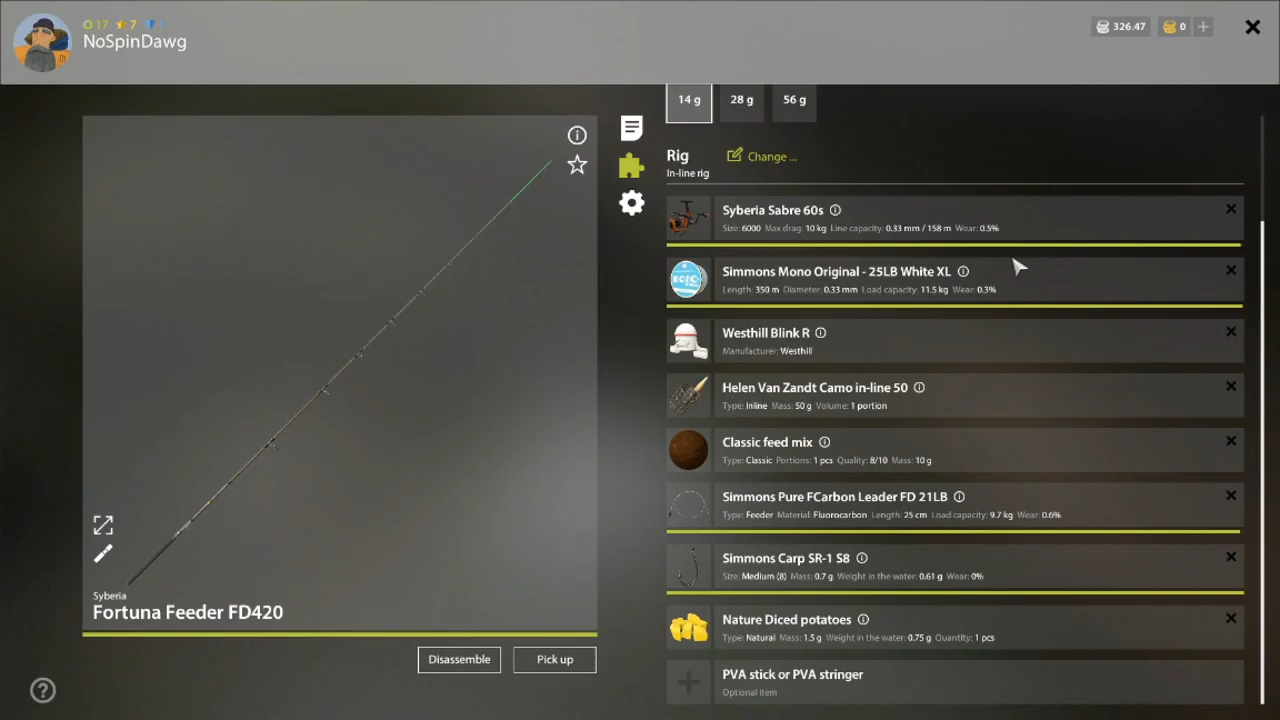 17 7
NoSpinDawg
326.47
0
14 g
28 g
56 g
Rig
Change ...
In-line rig
Syberia Sabre 60s
Size: 6000 Max drag: 10 kg Line capacity: 0.33 mm / 158 m Wear: 0.5%
Simmons Mono Original - 25LB White XL
Length: 350 m Diameter: 0.33 mm Load capacity: 11.5 kg Wear: 0.3%
Westhill Blink R
Manufacturer: Westhill
Helen Van Zandt Camo in-line 50
Type: Inline Mass: 50 g Volume: 1 portion
Classic feed mix
Type: Classic Portions: 1 pcs Quality: 8/10 Mass: 10 g
Simmons Pure FCarbon Leader FD 21LB
Type: Feeder Material: Fluorocarbon Length: 25 cm Load capacity: 9.7 kg Wear: 0.6%
Simmons Carp SR-1 S8
Size: Medium (8) Mass: 0.7 g Weight in the water: 0.61 g Wear: 0%
Nature Diced potatoes
Type: Natural Mass: 1.5 g Weight in the water: 0.75 g Quantity: 1 pcs
PVA stick or PVA stringer
Optional item
Syberia
Fortuna Feeder FD420
Disassemble
Pick up